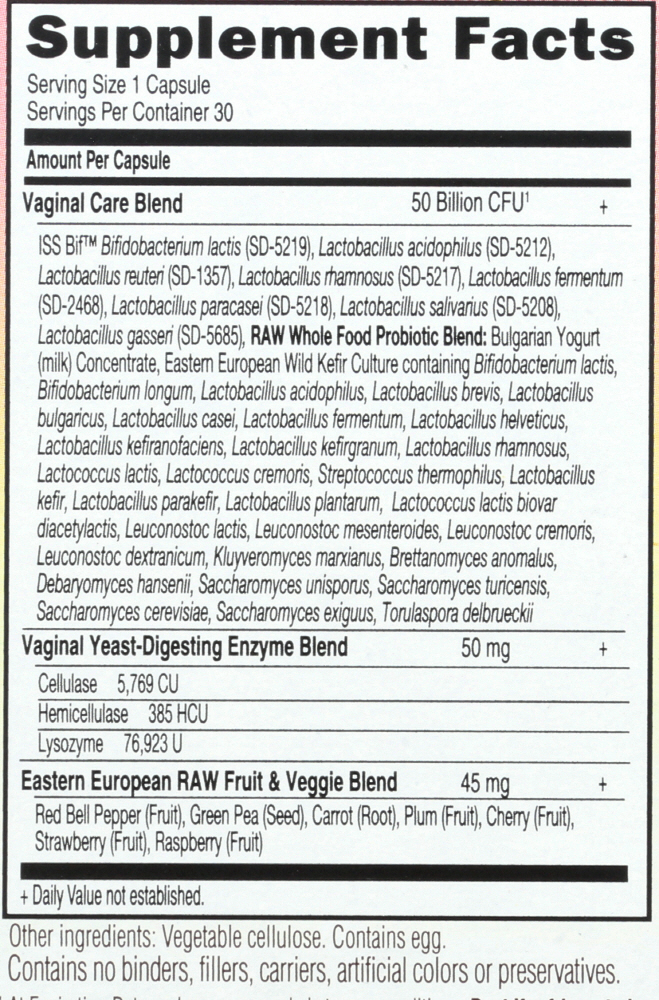 Supplement Facts
Serving Size 1 Capsule
Servings Per Container 30
Amount Per Capsule
Vaginal Care Blend 50 Billion CFU¹ +
ISS Bif™ Bifidobacterium lactis (SD-5219), Lactobacillus acidophilus (SD-5212),
Lactobacillus reuteri (SD-1357), Lactobacillus rhamnosus (SD-5217), Lactobacillus fermentum
(SD-2468), Lactobacillus paracasei (SD-5218), Lactobacillus salivarius (SD-5208),
Lactobacillus gasseri (SD-5685), RAW Whole Food Probiotic Blend: Bulgarian Yogurt
(milk) Concentrate, Eastern European Wild Kefir Culture containing Bifidobacterium lactis,
Bifidobacterium longum, Lactobacillus acidophilus, Lactobacillus brevis, Lactobacillus
bulgaricus, Lactobacillus casei, Lactobacillus fermentum, Lactobacillus helveticus,
Lactobacillus kefiranofaciens, Lactobacillus kefirgranum, Lactobacillus rhamnosus,
Lactococcus lactis, Lactococcus cremoris, Streptococcus thermophilus, Lactobacillus
kefir, Lactobacillus parakefir, Lactobacillus plantarum, Lactococcus lactis biovar
diacetylactis, Leuconostoc lactis, Leuconostoc mesenteroides, Leuconostoc cremoris,
Leuconostoc dextranicum, Kluyveromyces marxianus, Brettanomyces anomalus,
Debaryomyces hansenii, Saccharomyces unisporus, Saccharomyces turicensis,
Saccharomyces cerevisiae, Saccharomyces exiguus, Torulaspora delbrueckii
Vaginal Yeast-Digesting Enzyme Blend 50 mg +
Cellulase 5,769 CU
Hemicellulase 385 HCU
Lysozyme 76,923 U
Eastern European RAW Fruit & Veggie Blend 45 mg +
Red Bell Pepper (Fruit), Green Pea (Seed), Carrot (Root), Plum (Fruit), Cherry (Fruit),
Strawberry (Fruit), Raspberry (Fruit)
+ Daily Value not established.
Other ingredients: Vegetable cellulose. Contains egg.
Contains no binders, fillers, carriers, artificial colors or preservatives.